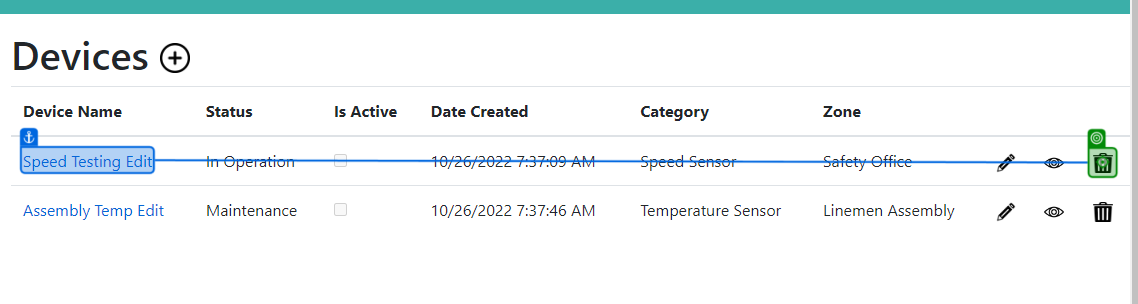 Devices
Device Name Status Is Active Date Created Category Zone
Speed Testing Edit In Operation 10/26/2022 7:37:09 AM Speed Sensor Safety Office
Assembly Temp Edit Maintenance 10/26/2022 7:37:46 AM Temperature Sensor Linemen Assembly